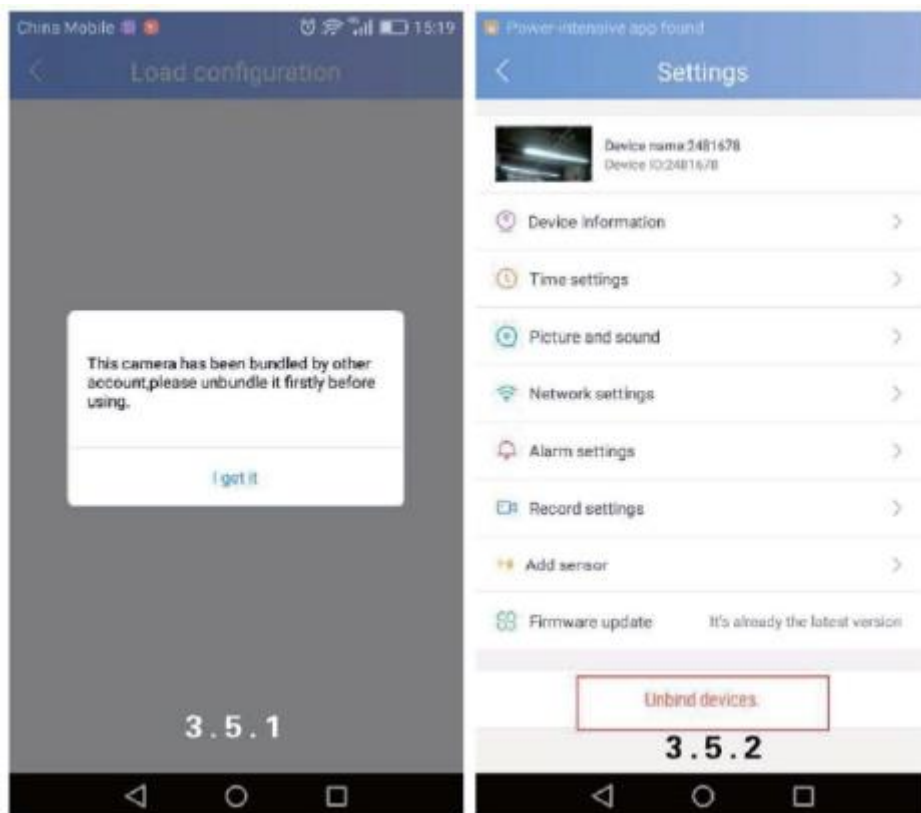 China Mobile
15:19
Load configuration
This camera has been bundled by other
account,please unbundle it firstly before
using.
I get it
3.5.1
Power-intensive app found
Settings
Device name:2481678
Device ID:2481678
Device information
Time settings
Picture and sound
Network settings
Alarm settings
Record settings
Add sensor
Firmware update It's already the latest version
Unbind devices
3.5.2